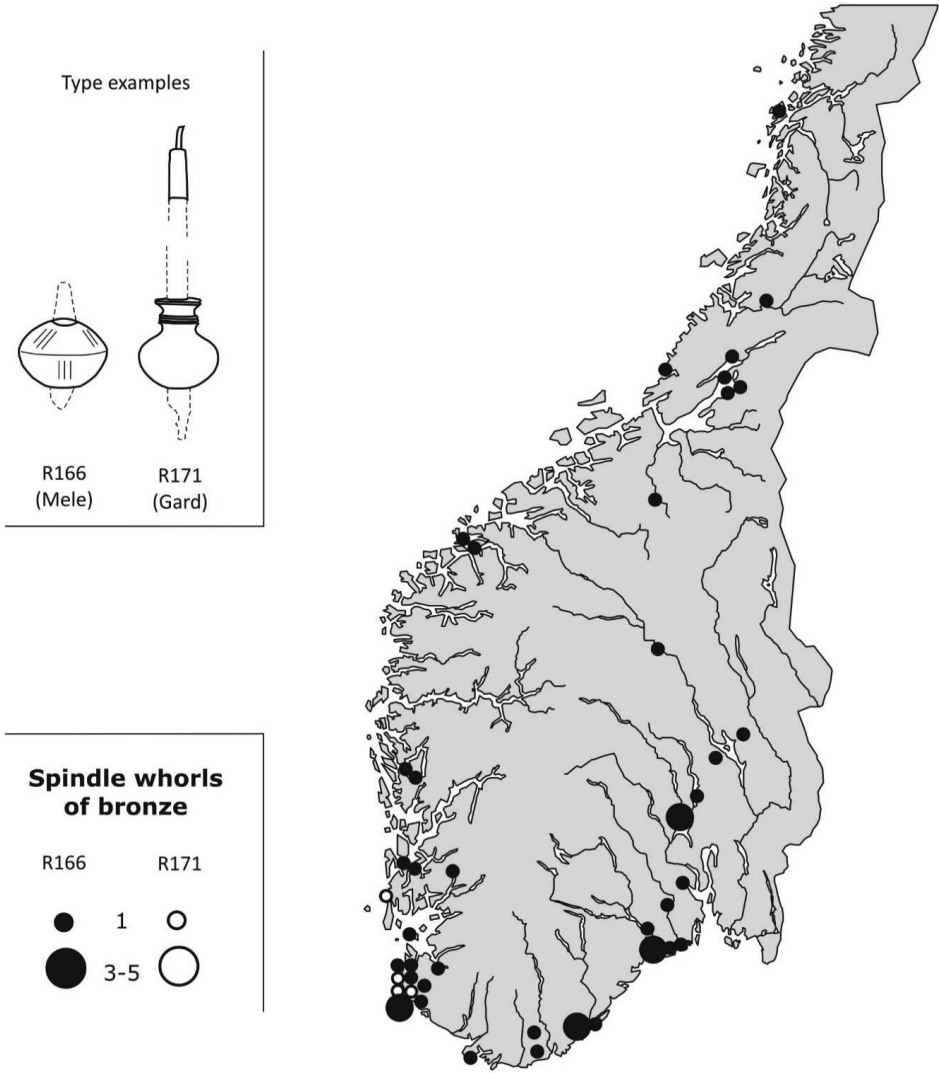 Type examples
R166
(Mele)
R171
(Gard)
Spindle whorls
of bronze
R166 R171
1
3-5